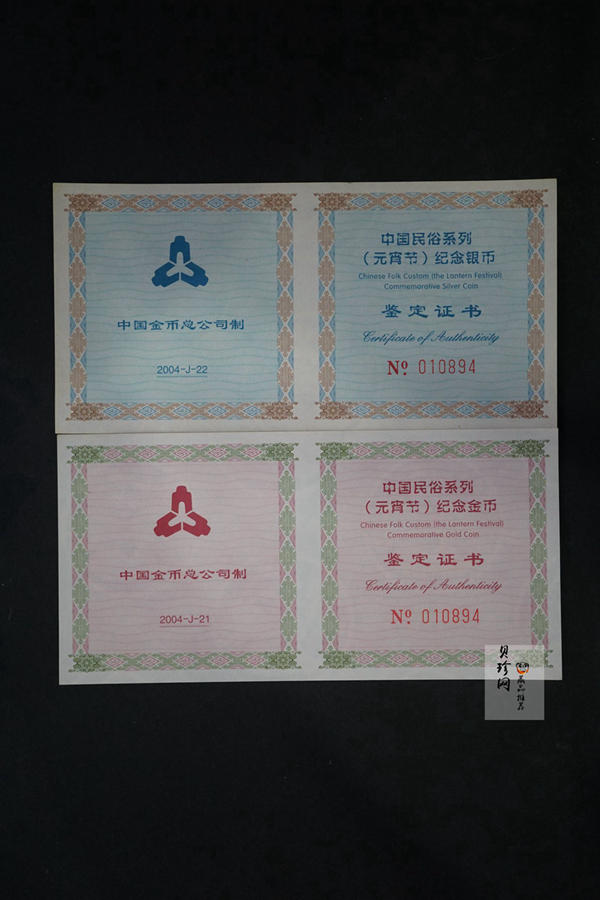 中国金币总公司制
2004-J-22
中国民俗系列
（元宵节）纪念银币
Chinese Folk Custom (the Lantern Festival)
Commemorative Silver Coin
鉴定证书
Certificate of Authenticity
Nº 010894
中国金币总公司制
2004-J-21
中国民俗系列
（元宵节）纪念金币
Chinese Folk Custom (the Lantern Festival)
Commemorative Gold Coin
鉴定证书
Certificate of Authenticity
Nº 010894
贝珍网
藏品推荐